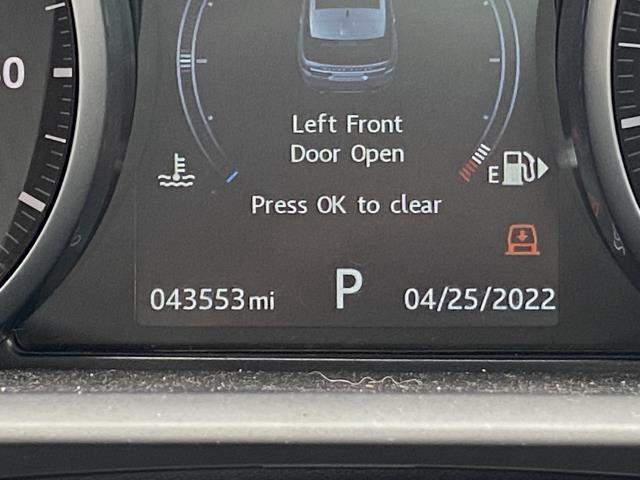 Left Front
Door Open
E
Press OK to clear
043553mi P 04/25/2022